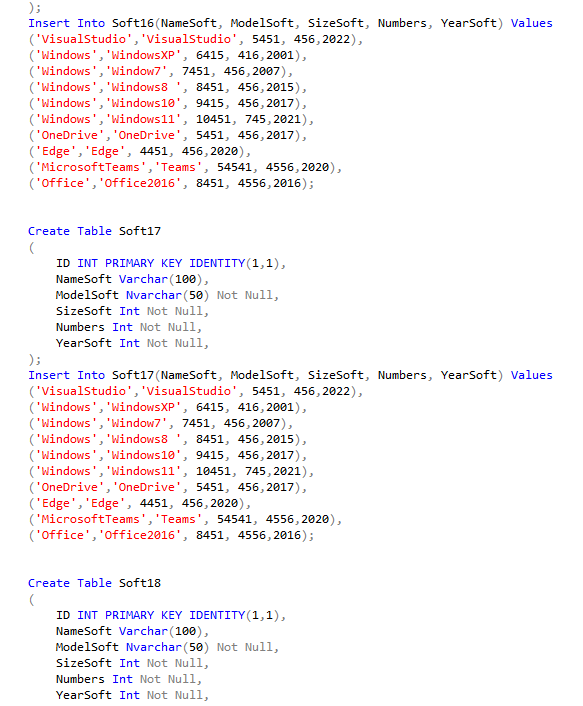 );
Insert Into Soft16(NameSoft, ModelSoft, SizeSoft, Numbers, YearSoft) Values
('VisualStudio','VisualStudio', 5451, 456,2022),
('Windows','WindowsXP', 6415, 416,2001),
('Windows','Window7', 7451, 456,2007),
('Windows','Windows8 ', 8451, 456,2015),
('Windows','Windows10', 9415, 456,2017),
('Windows','Windows11', 10451, 745,2021),
('OneDrive','OneDrive', 5451, 456,2017),
('Edge','Edge', 4451, 456,2020),
('MicrosoftTeams','Teams', 54541, 4556,2020),
('Office','Office2016', 8451, 4556,2016);
Create Table Soft17
(
ID INT PRIMARY KEY IDENTITY(1,1),
NameSoft Varchar(100),
ModelSoft Nvarchar(50) Not Null,
SizeSoft Int Not Null,
Numbers Int Not Null,
YearSoft Int Not Null,
);
Insert Into Soft17(NameSoft, ModelSoft, SizeSoft, Numbers, YearSoft) Values
('VisualStudio','VisualStudio', 5451, 456,2022),
('Windows','WindowsXP', 6415, 416,2001),
('Windows','Window7', 7451, 456,2007),
('Windows','Windows8 ', 8451, 456,2015),
('Windows','Windows10', 9415, 456,2017),
('Windows','Windows11', 10451, 745,2021),
('OneDrive','OneDrive', 5451, 456,2017),
('Edge','Edge', 4451, 456,2020),
('MicrosoftTeams','Teams', 54541, 4556,2020),
('Office','Office2016', 8451, 4556,2016);
Create Table Soft18
(
ID INT PRIMARY KEY IDENTITY(1,1),
NameSoft Varchar(100),
ModelSoft Nvarchar(50) Not Null,
SizeSoft Int Not Null,
Numbers Int Not Null,
YearSoft Int Not Null,